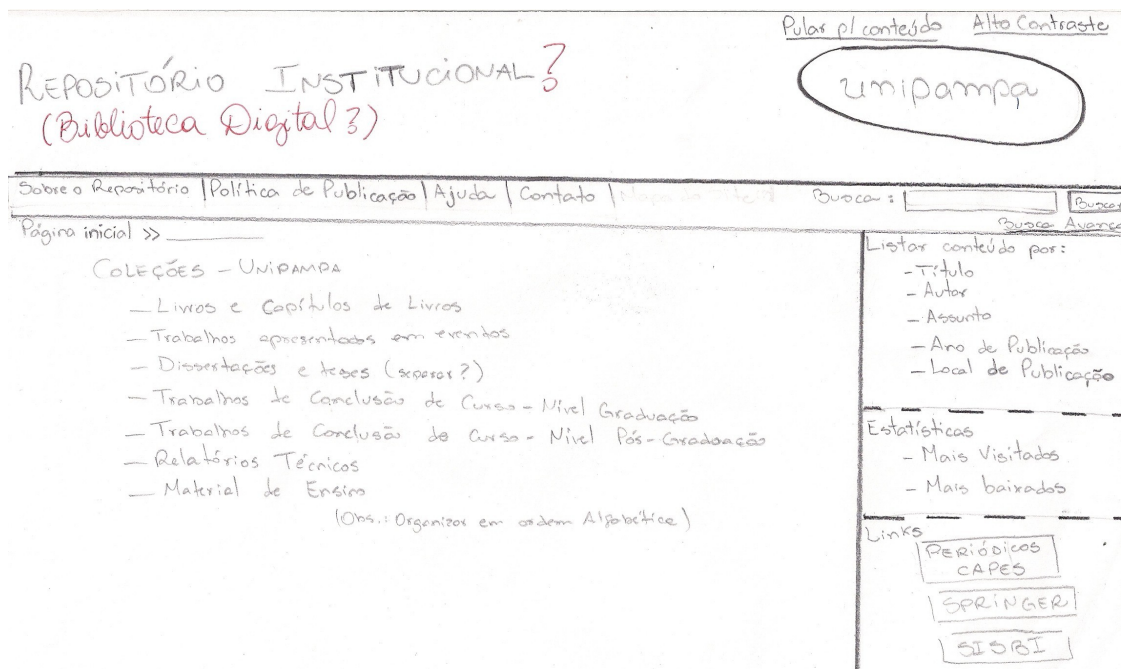 Pular p/ conteúdo Alto Contraste
REPOSITÓRIO INSTITUCIONAL?
(Biblioteca Digital?)
unipampa
Sobre o Repositório | Política de Publicação | Ajuda | Contato |
Busca: Buscar
Busca Avança
Página inicial >>
COLEÇÕES - UNIPAMPA
- Livros e Capítulos de Livros
- Trabalhos apresentados em eventos
- Dissertações e teses (separar?)
- Trabalhos de Conclusão de Curso - Nível Graduação
- Trabalhos de Conclusão de Curso - Nível Pós-Graduação
- Relatórios Técnicos
- Material de Ensino
(Obs.: Organizar em ordem Alfabética)
Listar conteúdo por:
- Título
- Autor
- Assunto
- Ano de Publicação
- Local de Publicação
Estatísticas
- Mais Visitados
- Mais baixados
Links
PERIÓDICOS
CAPES
SPRINGER
SISBI